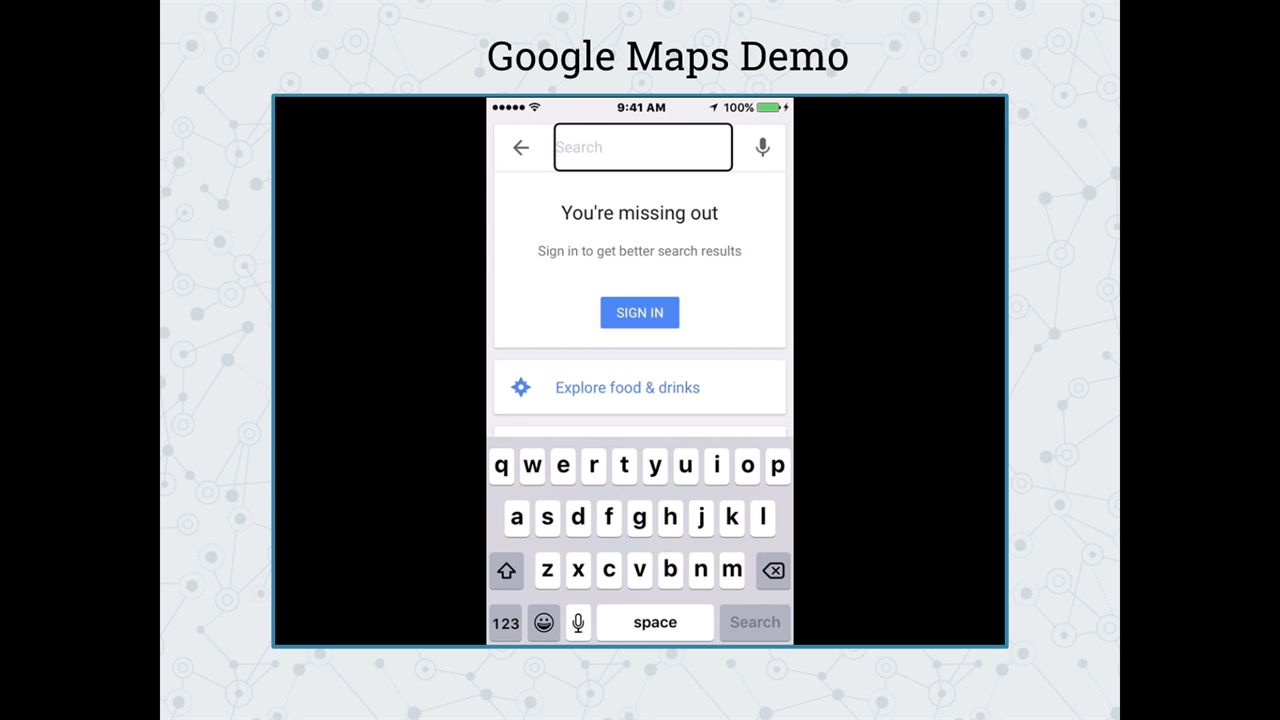 Google Maps Demo
9:41 AM 100%
Search
You're missing out
Sign in to get better search results
SIGN IN
Explore food & drinks
q w e r t y u i o p
a s d f g h j k l
z x c v b n m
123 space Search